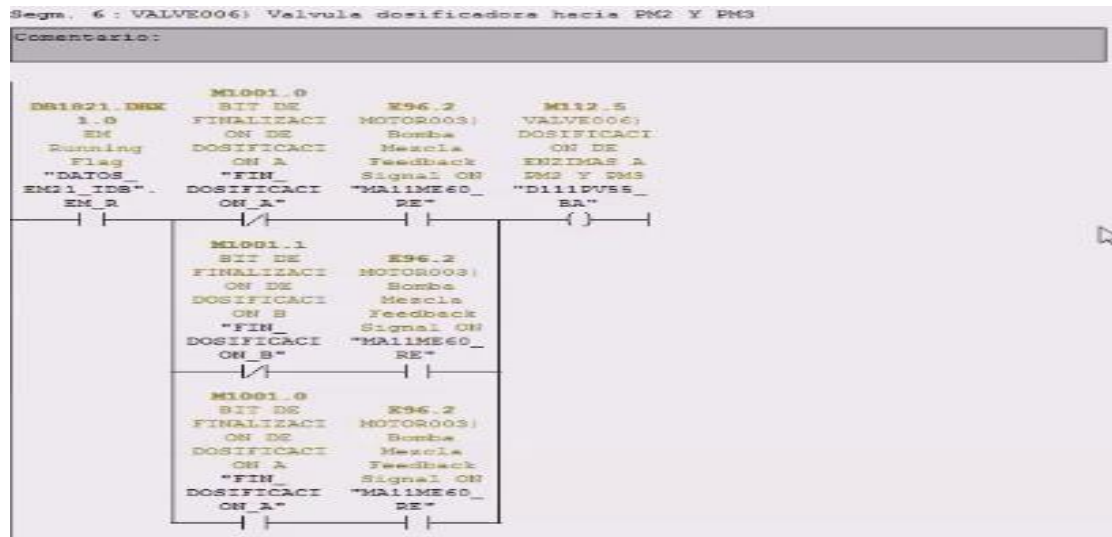 Segm. 6 : VALVE006) Valvula dosificadora hacia PM2 Y PM3
Comentario:
DB1821.DBX
1.0
EM
Running
Flag
"DATOS_
EM21_IDB".
EM_R
M1001.0
BIT DE
FINALIZACI
ON DE
DOSIFICACI
ON A
"FIN_
DOSIFICACI
ON_A"
E96.2
MOTOR003)
Bomba
Mezcla
Feedback
Signal ON
"MA11ME60_
RE"
M112.5
VALVE006)
DOSIFICACI
ON DE
ENZIMAS A
PM2 Y PM3
"D111PV55_
BA"
M1001.1
BIT DE
FINALIZACI
ON DE
DOSIFICACI
ON B
"FIN_
DOSIFICACI
ON_B"
E96.2
MOTOR003)
Bomba
Mezcla
Feedback
Signal ON
"MA11ME60_
RE"
M1001.0
BIT DE
FINALIZACI
ON DE
DOSIFICACI
ON A
"FIN_
DOSIFICACI
ON_A"
E96.2
MOTOR003)
Bomba
Mezcla
Feedback
Signal ON
"MA11ME60_
RE"